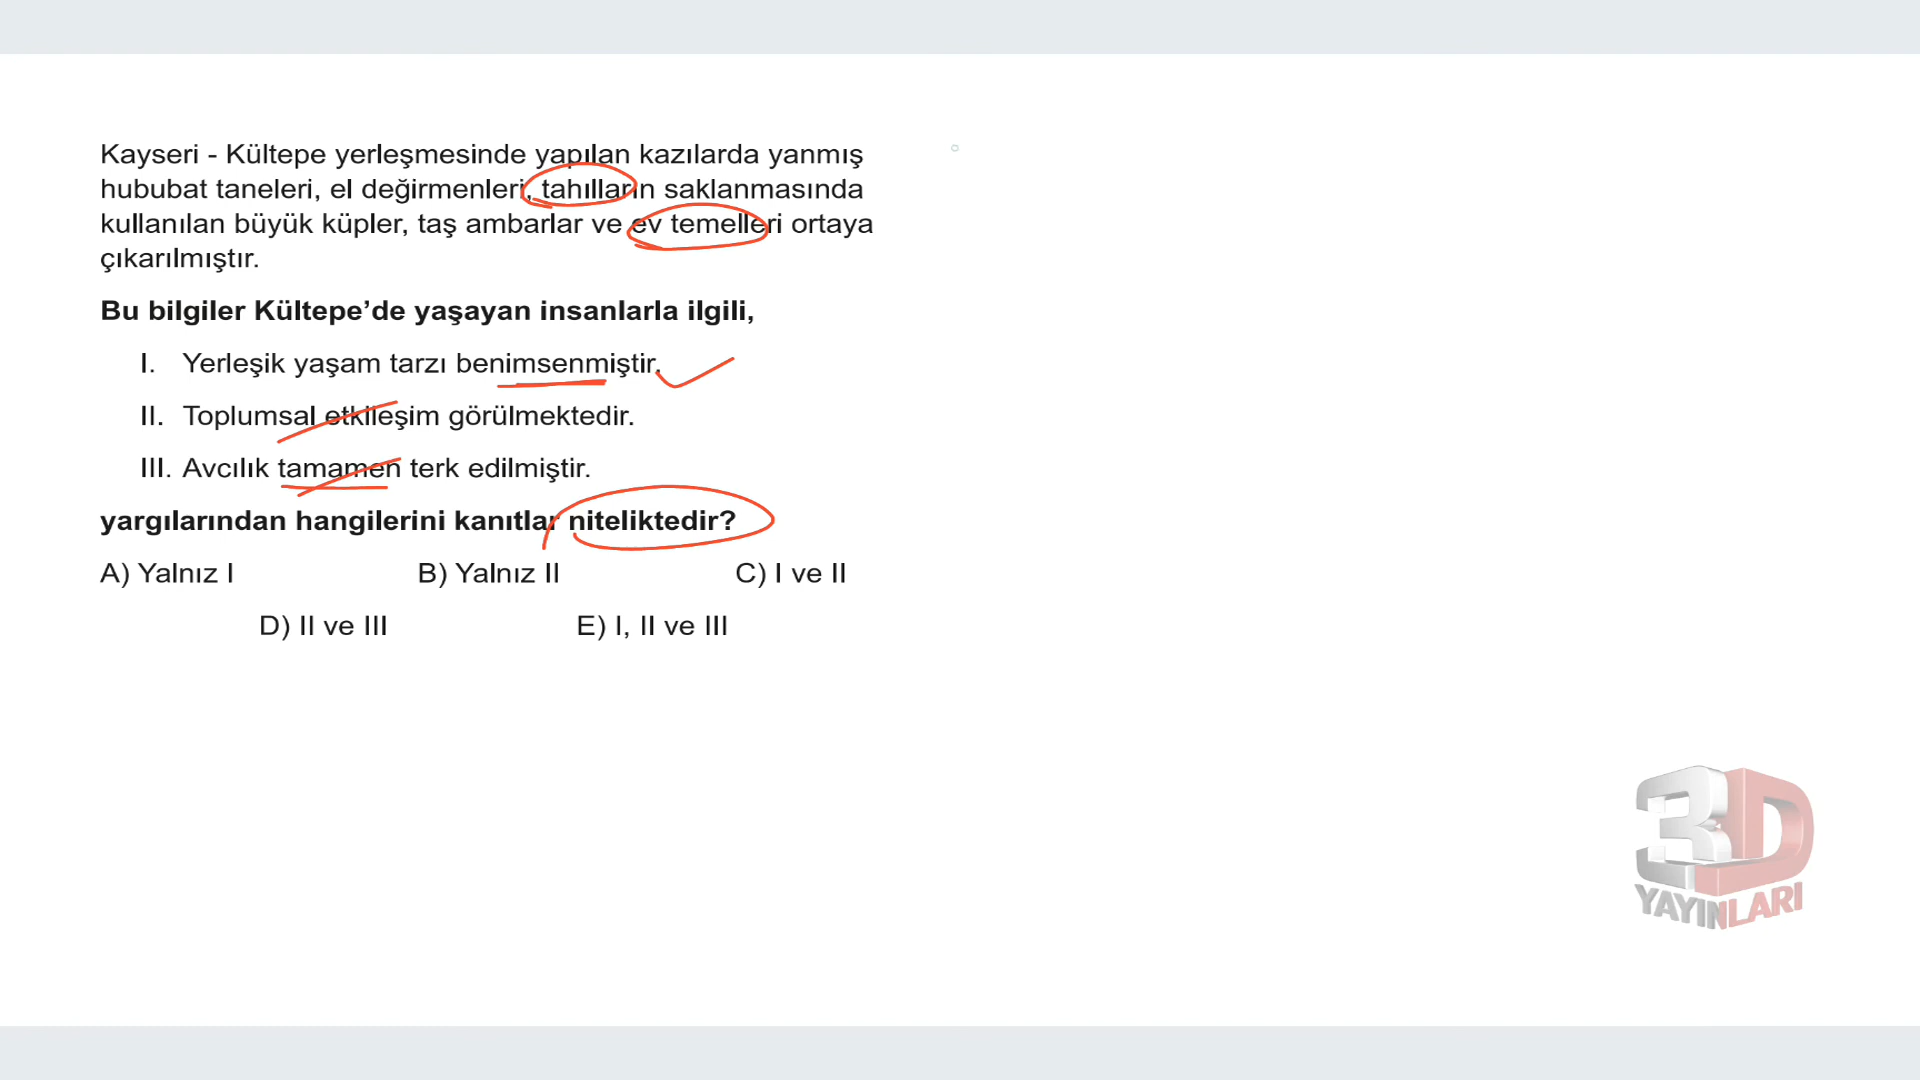 Kayseri - Kültepe yerleşmesinde yapılan kazılarda yanmış
hububat taneleri, el değirmenleri, tahılların saklanmasında
kullanılan büyük küpler, taş ambarlar ve ev temelleri ortaya
çıkarılmıştır.
Bu bilgiler Kültepe’de yaşayan insanlarla ilgili,
I. Yerleşik yaşam tarzı benimsenmiştir.
II. Toplumsal etkileşim görülmektedir.
III. Avcılık tamamen terk edilmiştir.
yargılarından hangilerini kanıtlar niteliktedir?
A) Yalnız I B) Yalnız II C) I ve II
D) II ve III E) I, II ve III
3D
YAYINLARI